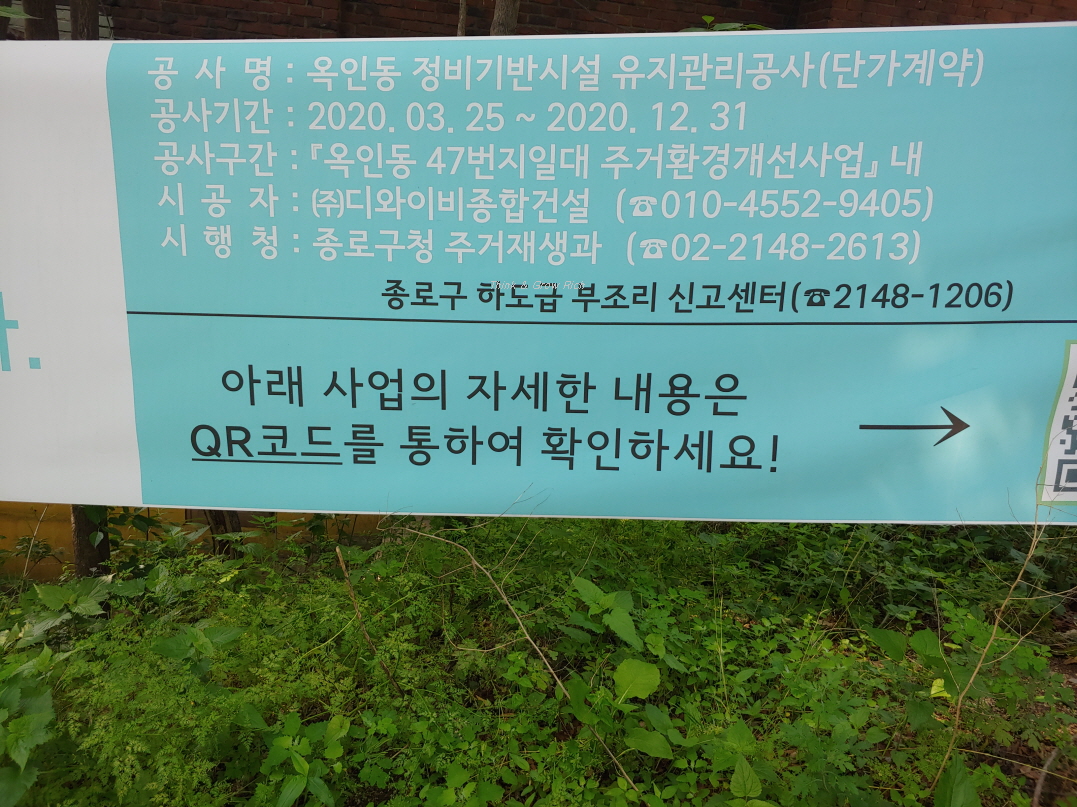 공 사 명 : 옥인동 정비기반시설 유지관리공사(단가계약)
공사기간 : 2020. 03. 25 ~ 2020. 12. 31
공사구간 : 『옥인동 47번지일대 주거환경개선사업』 내
시 공 자 : ㈜디와이비종합건설 (☎010-4552-9405)
시 행 청 : 종로구청 주거재생과 (☎02-2148-2613)
Think & Grow Rich
종로구 하도급 부조리 신고센터(☎2148-1206)
아래 사업의 자세한 내용은
QR코드를 통하여 확인하세요!